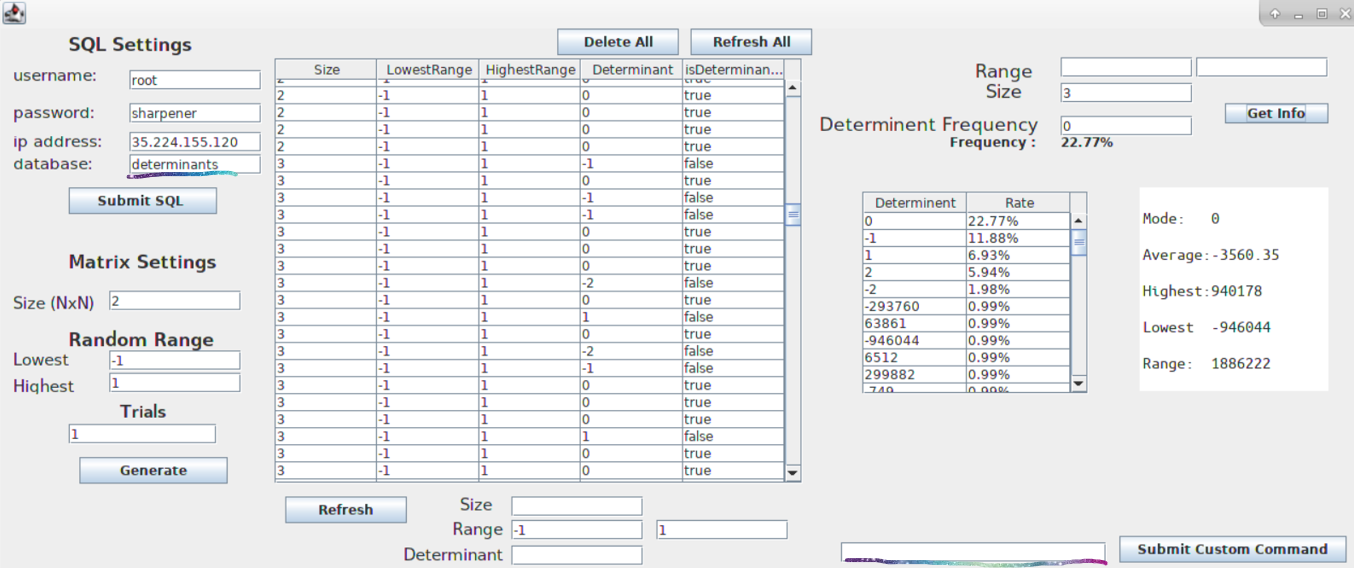 SQL Settings
username: root
password: sharpener
ip address: 35.224.155.120
database: determinants
Submit SQL
Matrix Settings
Size (NxN) 2
Random Range
Lowest -1
Highest 1
Trials
1
Generate
Delete All Refresh All
Size LowestRange HighestRange Determinant isDeterminan...
2 -1 1 0 true
2 -1 1 0 true
2 -1 1 0 true
2 -1 1 0 true
2 -1 1 0 true
3 -1 1 -1 false
3 -1 1 0 true
3 -1 1 -1 false
3 -1 1 -1 false
3 -1 1 0 true
3 -1 1 0 true
3 -1 1 0 true
3 -1 1 -2 false
3 -1 1 0 true
3 -1 1 1 false
3 -1 1 0 true
3 -1 1 -2 false
3 -1 1 -1 false
3 -1 1 0 true
3 -1 1 0 true
3 -1 1 0 true
3 -1 1 1 false
3 -1 1 0 true
3 -1 1 0 true
Refresh
Size
Range -1 1
Determinant
Range
Size 3
Get Info
Determinent Frequency 0
Frequency : 22.77%
Determinent Rate
0 22.77%
-1 11.88%
1 6.93%
2 5.94%
-2 1.98%
-293760 0.99%
63861 0.99%
-946044 0.99%
6512 0.99%
299882 0.99%
-749 0.99%
Mode: 0
Average:-3560.35
Highest:940178
Lowest -946044
Range: 1886222
Submit Custom Command